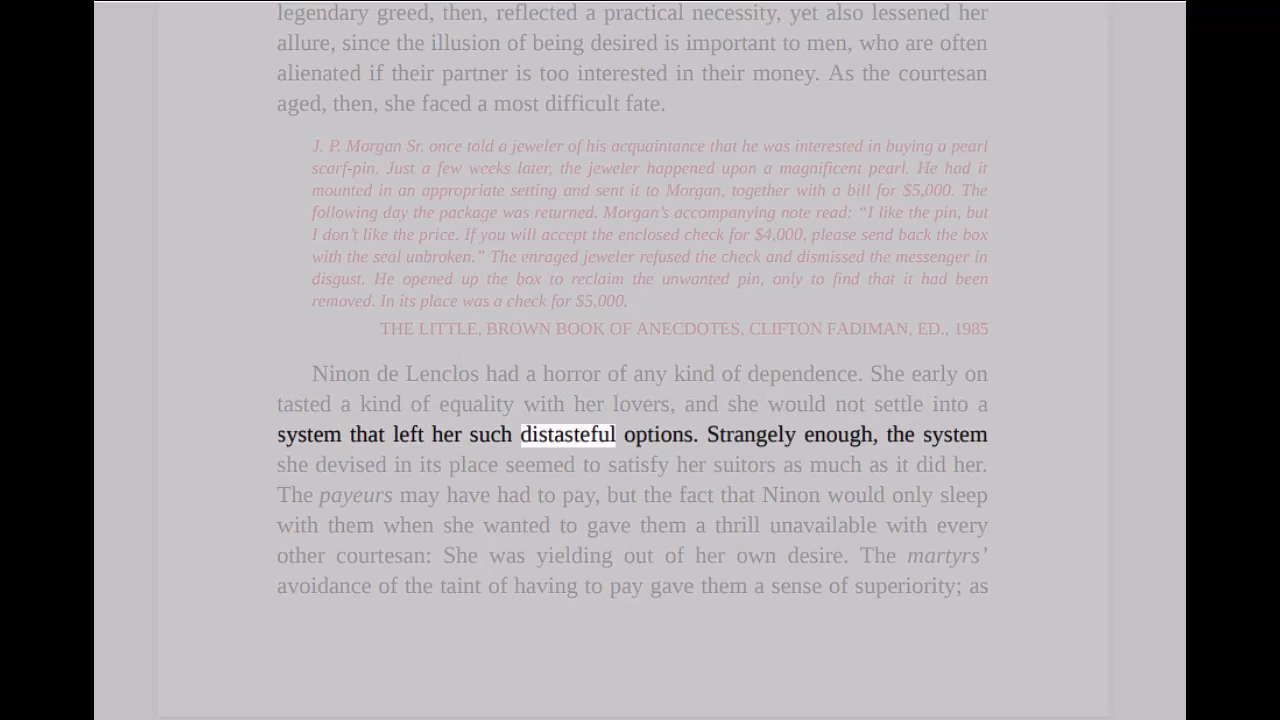 legendary greed, then, reflected a practical necessity, yet also lessened her
allure, since the illusion of being desired is important to men, who are often
alienated if their partner is too interested in their money. As the courtesan
aged, then, she faced a most difficult fate.
J. P. Morgan Sr. once told a jeweler of his acquaintance that he was interested in buying a pearl
scarf-pin. Just a few weeks later, the jeweler happened upon a magnificent pearl. He had it
mounted in an appropriate setting and sent it to Morgan, together with a bill for $5,000. The
following day the package was returned. Morgan’s accompanying note read: “I like the pin, but
I don’t like the price. If you will accept the enclosed check for $4,000, please send back the box
with the seal unbroken.” The enraged jeweler refused the check and dismissed the messenger in
disgust. He opened up the box to reclaim the unwanted pin, only to find that it had been
removed. In its place was a check for $5,000.
THE LITTLE, BROWN BOOK OF ANECDOTES, CLIFTON FADIMAN, ED., 1985
Ninon de Lenclos had a horror of any kind of dependence. She early on
tasted a kind of equality with her lovers, and she would not settle into a
system that left her such distasteful options. Strangely enough, the system
she devised in its place seemed to satisfy her suitors as much as it did her.
The payeurs may have had to pay, but the fact that Ninon would only sleep
with them when she wanted to gave them a thrill unavailable with every
other courtesan: She was yielding out of her own desire. The martyrs’
avoidance of the taint of having to pay gave them a sense of superiority; as